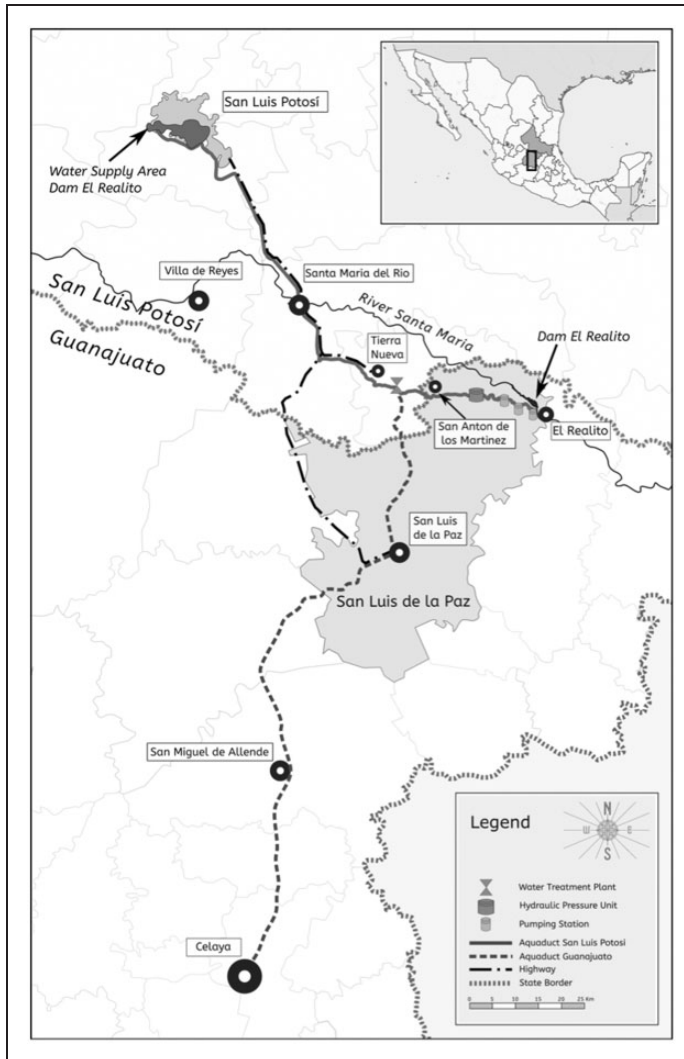 San Luis Potosí
Water Supply Area
Dam El Realito
Villa de Reyes
Santa Maria del Rio
San Luis Potosí
Guanajuato
River Santa Maria
Tierra
Nueva
Dam El Realito
San Anton de
los Martinez
El Realito
San Luis
de la Paz
San Luis de la Paz
San Miguel de Allende
Celaya
Legend
N
W E
S
Water Treatment Plant
Hydraulic Pressure Unit
Pumping Station
Aquaduct San Luis Potosi
Aquaduct Guanajuato
Highway
State Border
0 5 10 15 20 25 Km